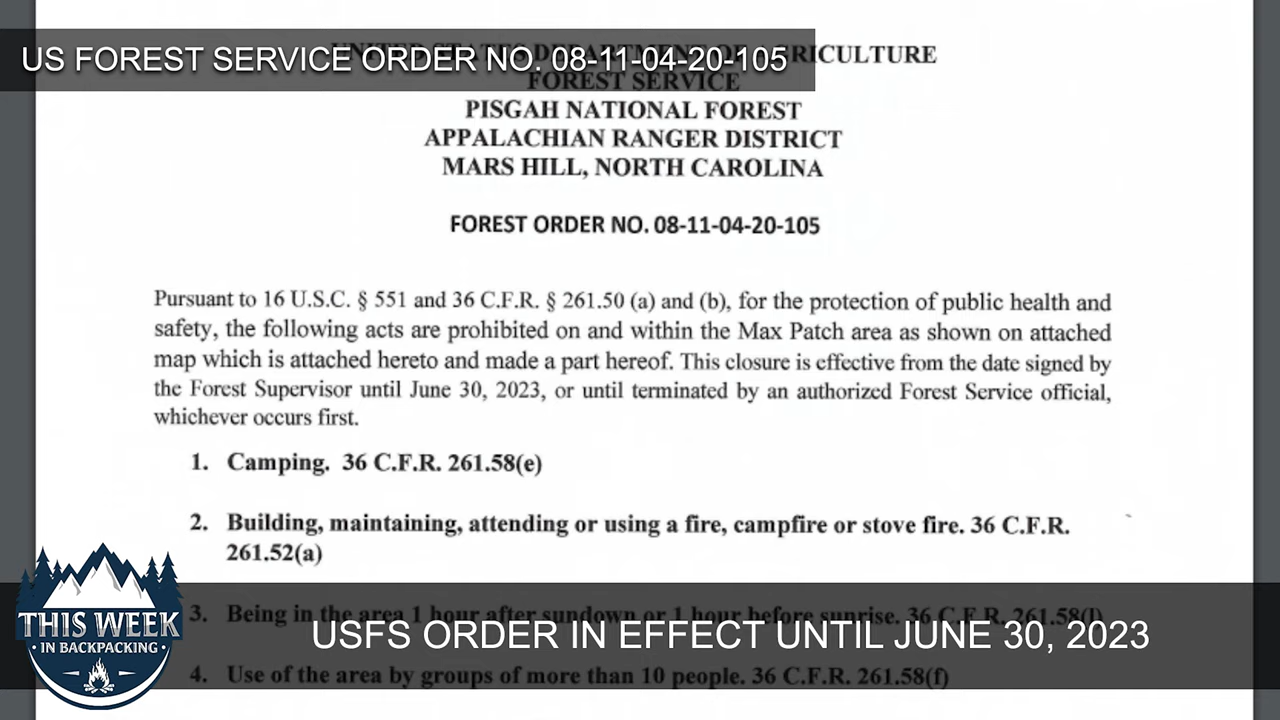 UNITED STATES DEPARTMENT OF AGRICULTURE
US FOREST SERVICE ORDER NO. 08-11-04-20-105
FOREST SERVICE
PISGAH NATIONAL FOREST
APPALACHIAN RANGER DISTRICT
MARS HILL, NORTH CAROLINA
FOREST ORDER NO. 08-11-04-20-105
Pursuant to 16 U.S.C. § 551 and 36 C.F.R. § 261.50 (a) and (b), for the protection of public health and
safety, the following acts are prohibited on and within the Max Patch area as shown on attached
map which is attached hereto and made a part hereof. This closure is effective from the date signed by
the Forest Supervisor until June 30, 2023, or until terminated by an authorized Forest Service official,
whichever occurs first.
1. Camping. 36 C.F.R. 261.58(e)
2. Building, maintaining, attending or using a fire, campfire or stove fire. 36 C.F.R.
261.52(a)
3. Being in the area 1 hour after sundown or 1 hour before sunrise. 36 C.F.R. 261.58(l)
USFS ORDER IN EFFECT UNTIL JUNE 30, 2023
4. Use of the area by groups of more than 10 people. 36 C.F.R. 261.58(f)
THIS WEEK
IN BACKPACKING